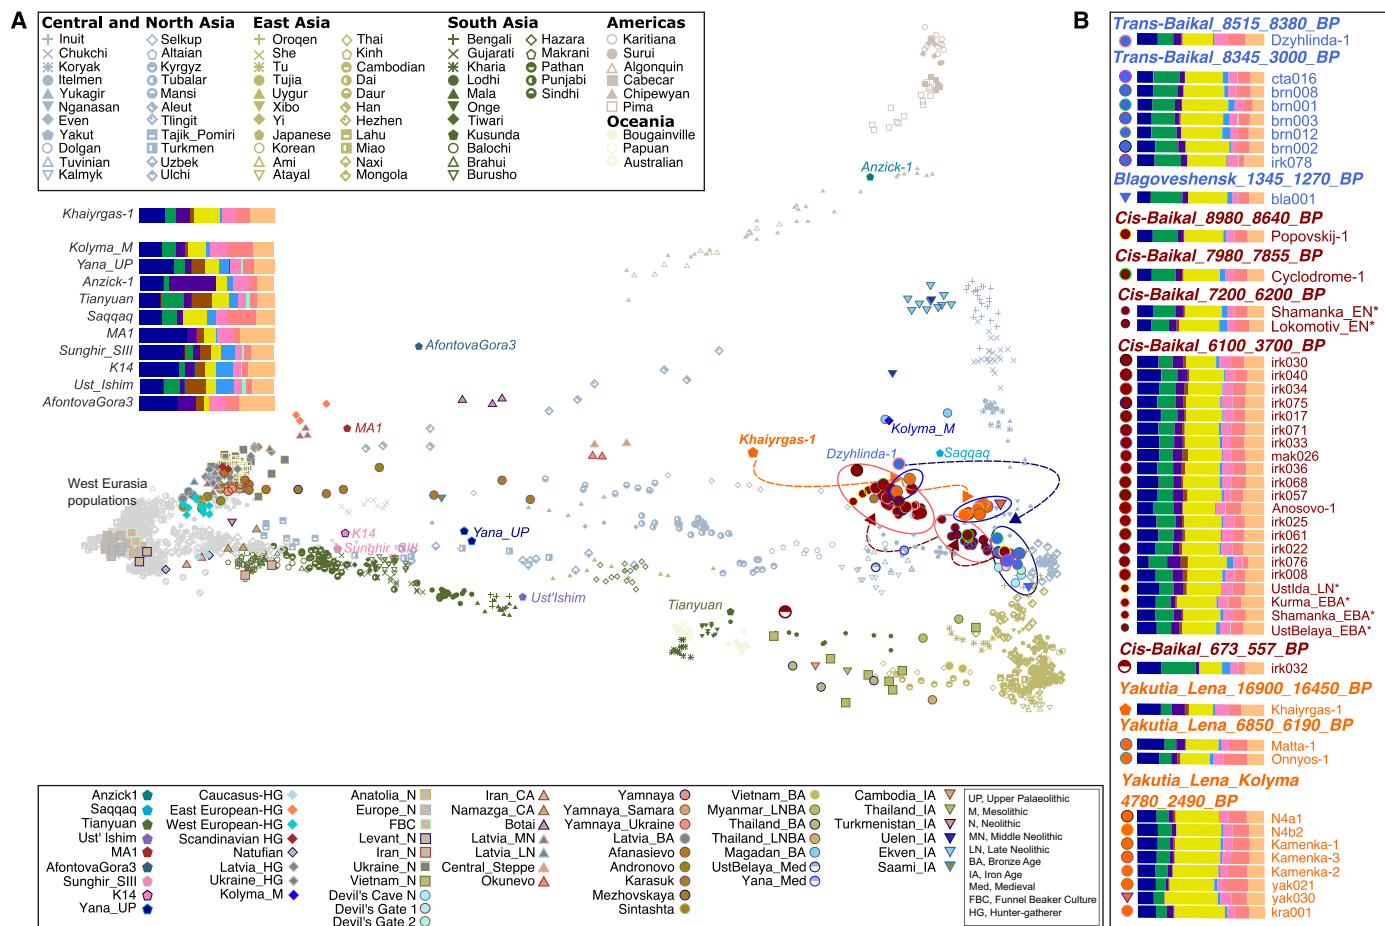 A
Central and North Asia
Inuit
Chukchi
Koryak
Itelmen
Yukagir
Nganasan
Even
Yakut
Dolgan
Tuvinian
Kalmyk
Selkup
Altaian
Kyrgyz
Tubalar
Mansi
Aleut
Tlingit
Tajik_Pomiri
Turkmen
Uzbek
Ulchi
East Asia
Oroqen
She
Tu
Tujia
Uygur
Xibo
Yi
Japanese
Korean
Ami
Atayal
Thai
Kinh
Cambodian
Dai
Daur
Han
Hezhen
Lahu
Miao
Naxi
Mongola
South Asia
Bengali
Gujarati
Kharia
Lodhi
Mala
Onge
Tiwari
Kusunda
Balochi
Brahui
Burusho
Hazara
Makrani
Pathan
Punjabi
Sindhi
Americas
Karitiana
Surui
Algonquin
Cabecar
Chipewyan
Pima
Oceania
Bougainville
Papuan
Australian
Khaiyrgas-1
Kolyma_M
Yana_UP
Anzick-1
Tianyuan
Saqqaq
MA1
Sunghir_SIII
K14
Ust'_Ishim
AfontovaGora3
Anzick-1
AfontovaGora3
MA1
Kolyma_M
Khaiyrgas-1
Dzyhlinda-1
Saqqaq
West Eurasia
populations
K14
Sunghir_SIII
Yana_UP
Ust'Ishim
Tianyuan
Anzick1
Saqqaq
Tianyuan
Ust' Ishim
MA1
AfontovaGora3
Sunghir_SIII
K14
Yana_UP
Caucasus-HG
East European-HG
West European-HG
Scandinavian HG
Natufian
Latvia_HG
Ukraine_HG
Kolyma_M
Anatolia_N
Europe_N
FBC
Levant_N
Iran_N
Ukraine_N
Vietnam_N
Devil's Cave N
Devil's Gate 1
Devil's Gate 2
Iran_CA
Namazga_CA
Botai
Latvia_MN
Latvia_LN
Central_Steppe
Okunevo
Yamnaya
Yamnaya_Samara
Yamnaya_Ukraine
Latvia_BA
Afanasievo
Andronovo
Karasuk
Mezhovskaya
Sintashta
Vietnam_BA
Myanmar_LNBA
Thailand_BA
Thailand_LNBA
Magadan_BA
UstBelaya_Med
Yana_Med
Cambodia_IA
Thailand_IA
Turkmenistan_IA
Uelen_IA
Ekven_IA
Saami_IA
UP, Upper Palaeolithic
M, Mesolithic
N, Neolithic
MN, Middle Neolithic
LN, Late Neolithic
BA, Bronze Age
IA, Iron Age
Med, Medieval
FBC, Funnel Beaker Culture
HG, Hunter-gatherer
B
Trans-Baikal_8515_8380_BP
Dzyhlinda-1
Trans-Baikal_8345_3000_BP
cta016
brn008
brn001
brn003
brn012
brn002
irk078
Blagoveshensk_1345_1270_BP
bla001
Cis-Baikal_8980_8640_BP
Popovskij-1
Cis-Baikal_7980_7855_BP
Cyclodrome-1
Cis-Baikal_7200_6200_BP
Shamanka_EN*
Lokomotiv_EN*
Cis-Baikal_6100_3700_BP
irk030
irk040
irk034
irk075
irk017
irk071
irk033
mak026
irk036
irk068
irk057
Anosovo-1
irk025
irk061
irk022
irk076
irk008
UstIda_LN*
Kurma_EBA*
Shamanka_EBA*
UstBelaya_EBA*
Cis-Baikal_673_557_BP
irk032
Yakutia_Lena_16900_16450_BP
Khaiyrgas-1
Yakutia_Lena_6850_6190_BP
Matta-1
Onnyos-1
Yakutia_Lena_Kolyma
4780_2490_BP
N4a1
N4b2
Kamenka-1
Kamenka-3
Kamenka-2
yak021
yak030
kra001